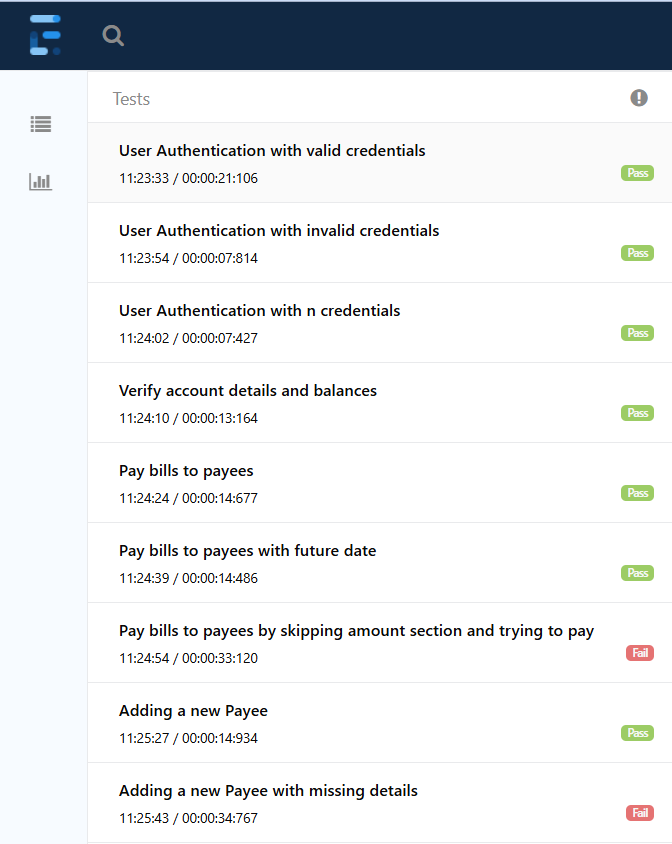 Tests
User Authentication with valid credentials
11:23:33 / 00:00:21:106
Pass
User Authentication with invalid credentials
11:23:54 / 00:00:07:814
Pass
User Authentication with n credentials
11:24:02 / 00:00:07:427
Pass
Verify account details and balances
11:24:10 / 00:00:13:164
Pass
Pay bills to payees
11:24:24 / 00:00:14:677
Pass
Pay bills to payees with future date
11:24:39 / 00:00:14:486
Pass
Pay bills to payees by skipping amount section and trying to pay
11:24:54 / 00:00:33:120
Fail
Adding a new Payee
11:25:27 / 00:00:14:934
Pass
Adding a new Payee with missing details
11:25:43 / 00:00:34:767
Fail